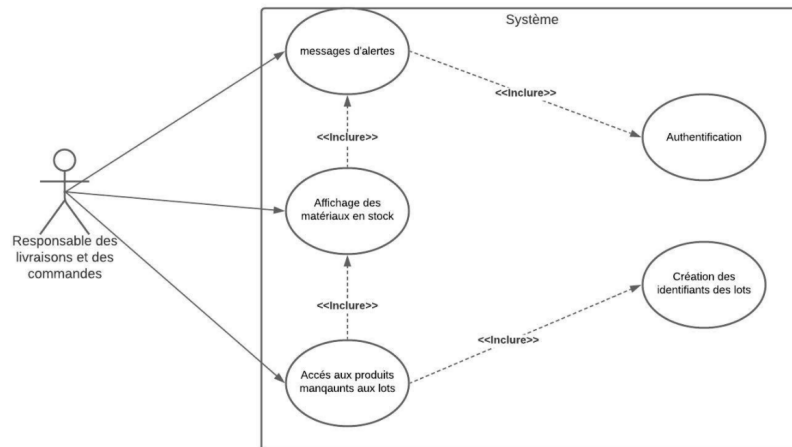 Système
messages d'alertes
<<Inclure>>
Authentification
<<Inclure>>
Affichage des
matériaux en stock
Responsable des
livraisons et des
commandes
Création des
identifiants des lots
<<Inclure>>
<<Inclure>>
Accés aux produits
manqaunts aux lots